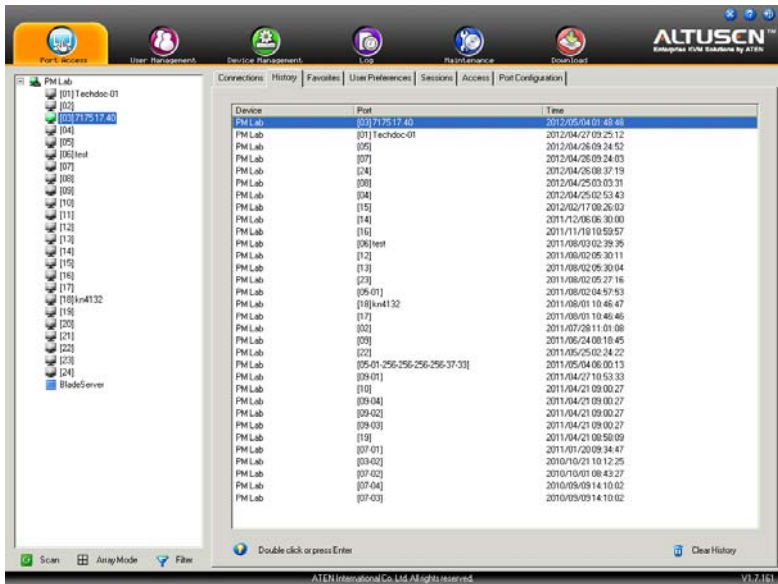 ALTUSCN™
Enterprise KVM Solutions by ATEN
Port Access User Management Device Management Log Maintenance Download
Connections History Favorites User Preferences Sessions Access Port Configuration
PM Lab
[01] Techdoc-01
[02]
[03] 717517.40
[04]
[05]
[06] test
[07]
[08]
[09]
[10]
[11]
[12]
[13]
[14]
[15]
[16]
[17]
[18] kn4132
[19]
[20]
[21]
[22]
[23]
[24]
BladeServer
Device Port Time
PM Lab [03] 717517.40 2012/05/04 01:48:48
PM Lab [01] Techdoc-01 2012/04/27 09:25:12
PM Lab [05] 2012/04/26 09:24:52
PM Lab [07] 2012/04/26 09:24:03
PM Lab [24] 2012/04/26 08:37:19
PM Lab [08] 2012/04/25 03:03:31
PM Lab [04] 2012/04/25 02:53:43
PM Lab [15] 2012/02/17 08:26:03
PM Lab [14] 2011/12/06 06:30:00
PM Lab [16] 2011/11/18 10:59:57
PM Lab [06] test 2011/08/03 02:39:35
PM Lab [12] 2011/08/02 05:30:11
PM Lab [13] 2011/08/02 05:30:04
PM Lab [23] 2011/08/02 05:27:16
PM Lab [05-01] 2011/08/02 04:57:53
PM Lab [18] kn4132 2011/08/01 10:46:47
PM Lab [17] 2011/08/01 10:46:46
PM Lab [02] 2011/07/28 11:01:08
PM Lab [09] 2011/06/24 08:18:45
PM Lab [22] 2011/05/25 02:24:22
PM Lab [05-01-256-256-256-256-37-33] 2011/05/04 06:00:13
PM Lab [09-01] 2011/04/27 10:53:33
PM Lab [10] 2011/04/21 09:00:27
PM Lab [09-04] 2011/04/21 09:00:27
PM Lab [09-02] 2011/04/21 09:00:27
PM Lab [09-03] 2011/04/21 09:00:27
PM Lab [19] 2011/04/21 08:58:09
PM Lab [07-01] 2011/01/20 09:34:47
PM Lab [03-02] 2010/10/21 10:12:25
PM Lab [07-02] 2010/10/01 08:43:27
PM Lab [07-04] 2010/09/09 14:10:02
PM Lab [07-03] 2010/09/09 14:10:02
Double click or press Enter
Clear History
Scan Array Mode Filter
ATEN International Co. Ltd. All rights reserved.
V1.7.161